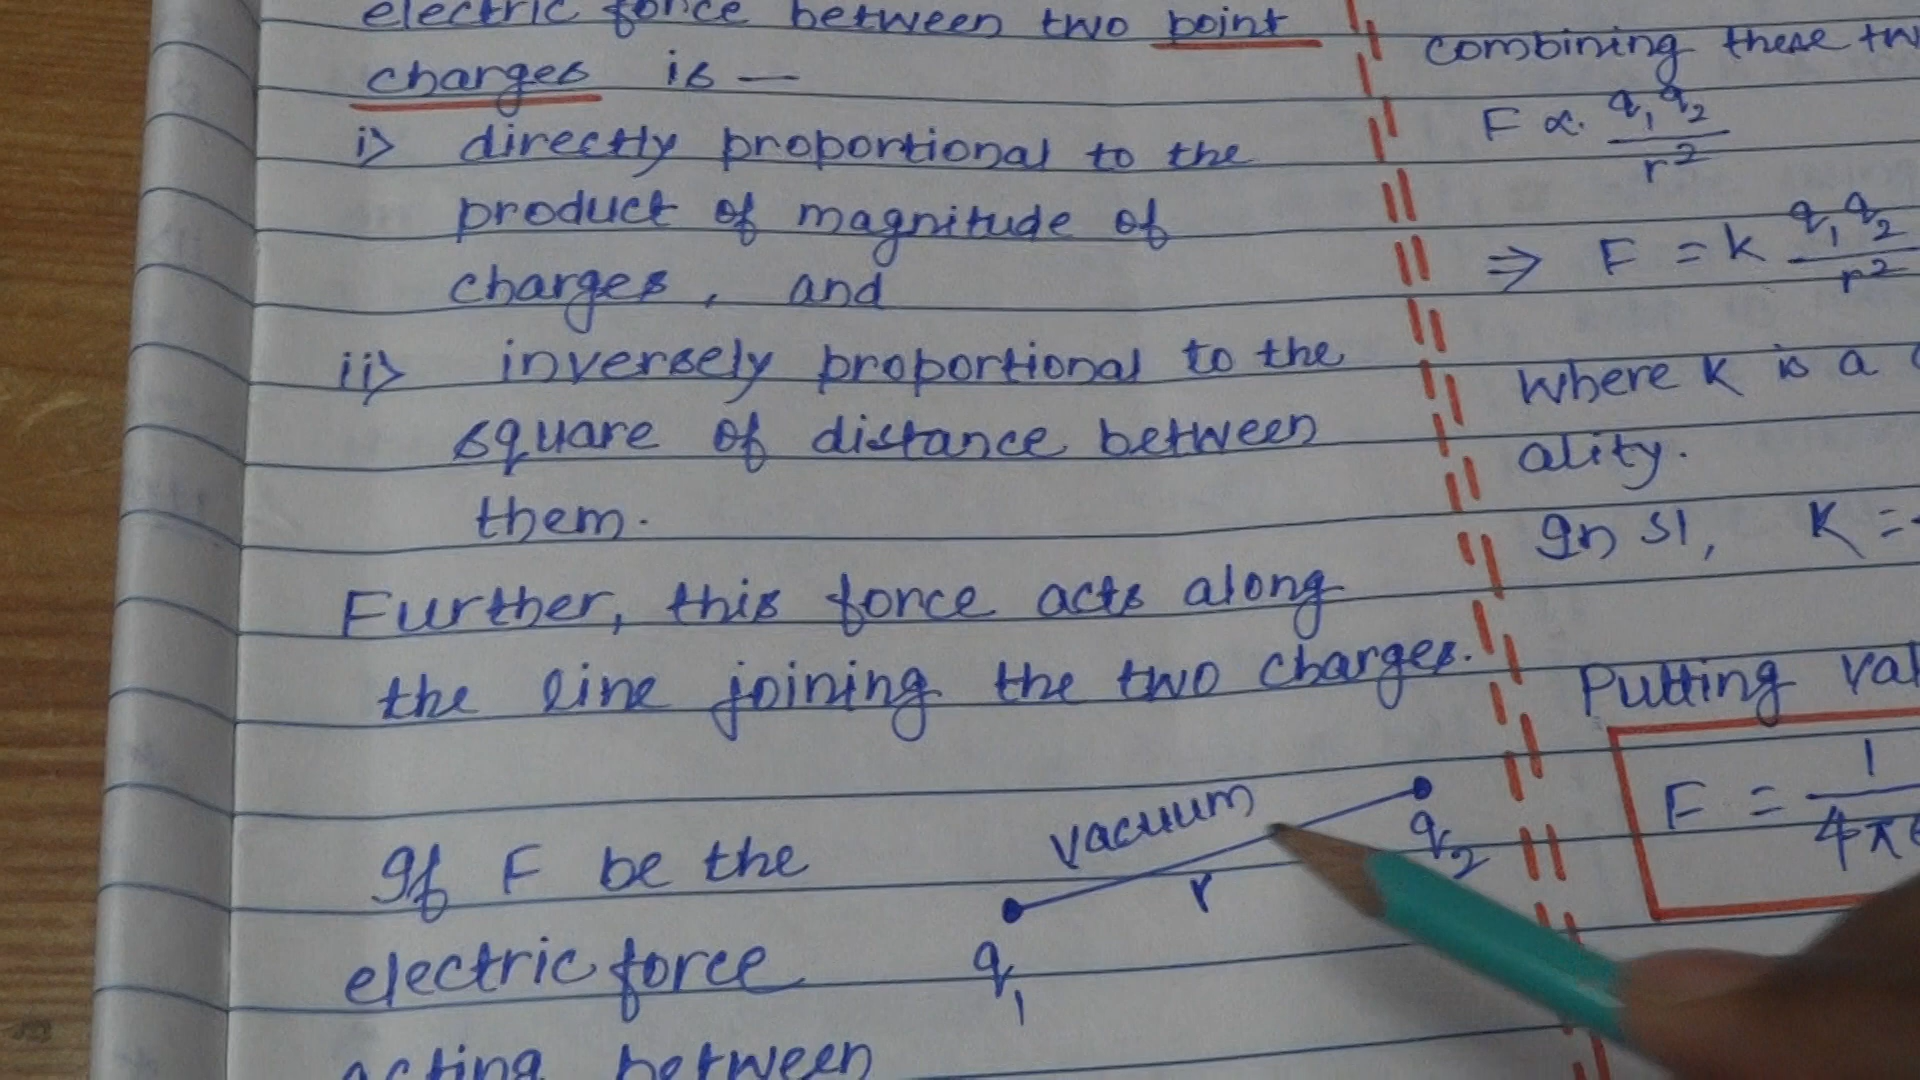 electric force between two point
charges is —
i> directly proportional to the
product of magnitude of
charges, and
ii> inversely proportional to the
square of distance between
them.
Further, this force acts along
the line joining the two charges.
vacuum
r
q₁
q₂
If F be the
electric force
acting between
combining these
F ∝ q₁q₂/r²
⇒ F = k q₁q₂/r²
where K is a
ality.
In SI, K =
Putting
F = 1/4π